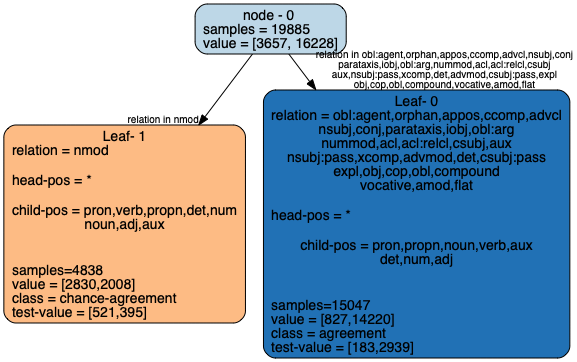 node - 0
samples = 19885
value = [3657, 16228]
relation in obl:agent,orphan,appos,ccomp,advcl,nsubj,conj
parataxis,iobj,obl:arg,nummod,acl,acl:relcl,csubj
aux,nsubj:pass,xcomp,det,advmod,csubj:pass,expl
obj,cop,obl,compound,vocative,amod,flat
relation in nmod
Leaf- 1
relation = nmod
head-pos = *
child-pos = pron,verb,propn,det,num
noun,adj,aux
samples=4838
value = [2830,2008]
class = chance-agreement
test-value = [521,395]
Leaf- 0
relation = obl:agent,orphan,appos,ccomp,advcl
nsubj,conj,parataxis,iobj,obl:arg
nummod,acl,acl:relcl,csubj,aux
nsubj:pass,xcomp,advmod,det,csubj:pass
expl,obj,cop,obl,compound
vocative,amod,flat
head-pos = *
child-pos = pron,propn,noun,verb,aux
det,num,adj
samples=15047
value = [827,14220]
class = agreement
test-value = [183,2939]